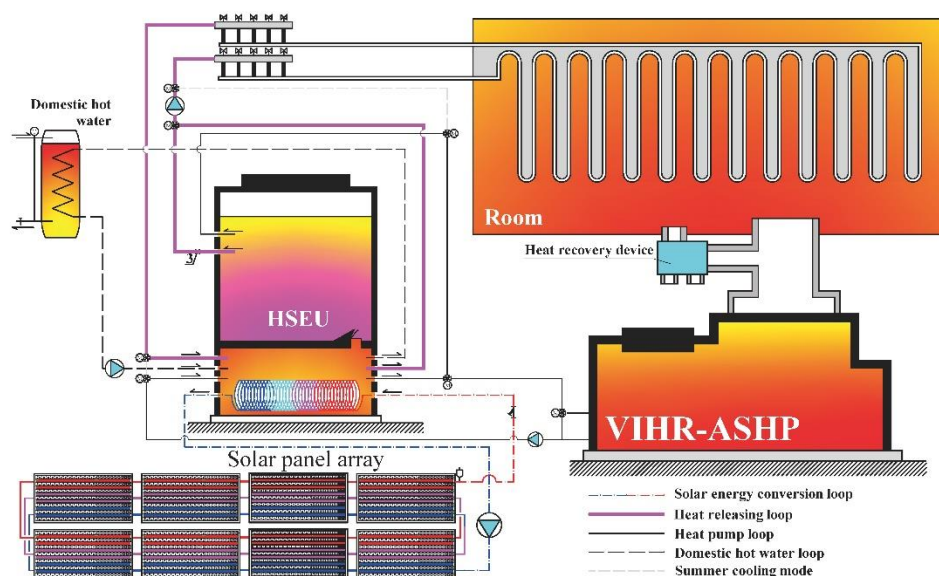 Domestic hot
water
Room
Heat recovery device
HSEU
VIHR-ASHP
Solar panel array
Solar energy conversion loop
Heat releasing loop
Heat pump loop
Domestic hot water loop
Summer cooling mode